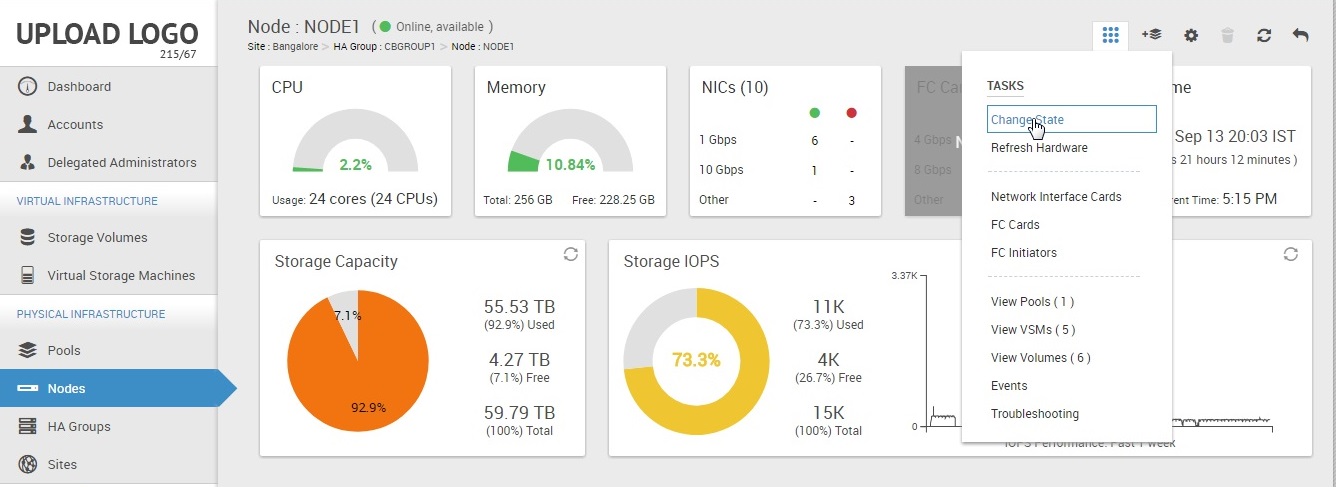 UPLOAD LOGO
215/67
Dashboard
Accounts
Delegated Administrators
VIRTUAL INFRASTRUCTURE
Storage Volumes
Virtual Storage Machines
PHYSICAL INFRASTRUCTURE
Pools
Nodes
HA Groups
Sites
Node : NODE1 ( Online, available )
Site : Bangalore > HA Group : CBGROUP1 > Node : NODE1
CPU
2.2%
Usage: 24 cores (24 CPUs)
Memory
10.84%
Total: 256 GB Free: 228.25 GB
NICs (10)
1 Gbps 6 -
10 Gbps 1 -
Other - 3
FC Ca
4 Gbps
8 Gbps
Other
N
me
Sep 13 20:03 IST
s 21 hours 12 minutes )
rent Time: 5:15 PM
TASKS
Change State
Refresh Hardware
Network Interface Cards
FC Cards
FC Initiators
View Pools ( 1 )
View VSMs ( 5 )
View Volumes ( 6 )
Events
Troubleshooting
Storage Capacity
7.1%
92.9%
55.53 TB
(92.9%) Used
4.27 TB
(7.1%) Free
59.79 TB
(100%) Total
Storage IOPS
73.3%
11K
(73.3%) Used
4K
(26.7%) Free
15K
(100%) Total
3.37K
0
IOPS Performance: Past 1 week